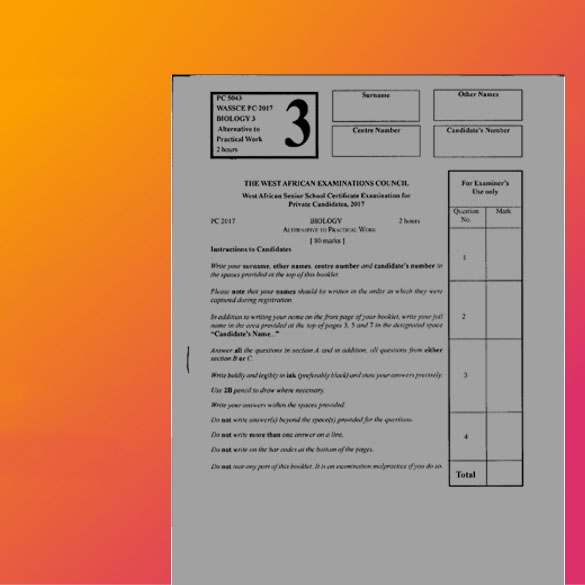 PC 5043
WASSCE PC 2017
BIOLOGY 3
Alternative to
Practical Work
2 hours
3
Surname
Other Names
Centre Number
Candidate's Number
THE WEST AFRICAN EXAMINATIONS COUNCIL
West African Senior School Certificate Examination for
Private Candidates, 2017
PC 2017 BIOLOGY 2 hours
ALTERNATIVE TO PRACTICAL WORK
[ 80 marks ]
Instructions to Candidates
Write your surname, other names, centre number and candidate's number in
the spaces provided at the top of this booklet.
Please note that your names should be written in the order in which they were
captured during registration.
In addition to writing your name on the front page of your booklet, write your full
name in the area provided at the top of pages 3, 5 and 7 in the designated space
"Candidate's Name..."
Answer all the questions in section A and in addition, all questions from either
section B or C.
Write boldly and legibly in ink (preferably black) and state your answers precisely.
Use 2B pencil to draw where necessary.
Write your answers within the spaces provided.
Do not write answer(s) beyond the space(s) provided for the questions.
Do not write more than one answer on a line.
Do not write on the bar codes at the bottom of the pages.
Do not tear any part of this booklet. It is an examination malpractice if you do so.
For Examiner's
Use only
Question
No.
Mark
1
2
3
4
Total